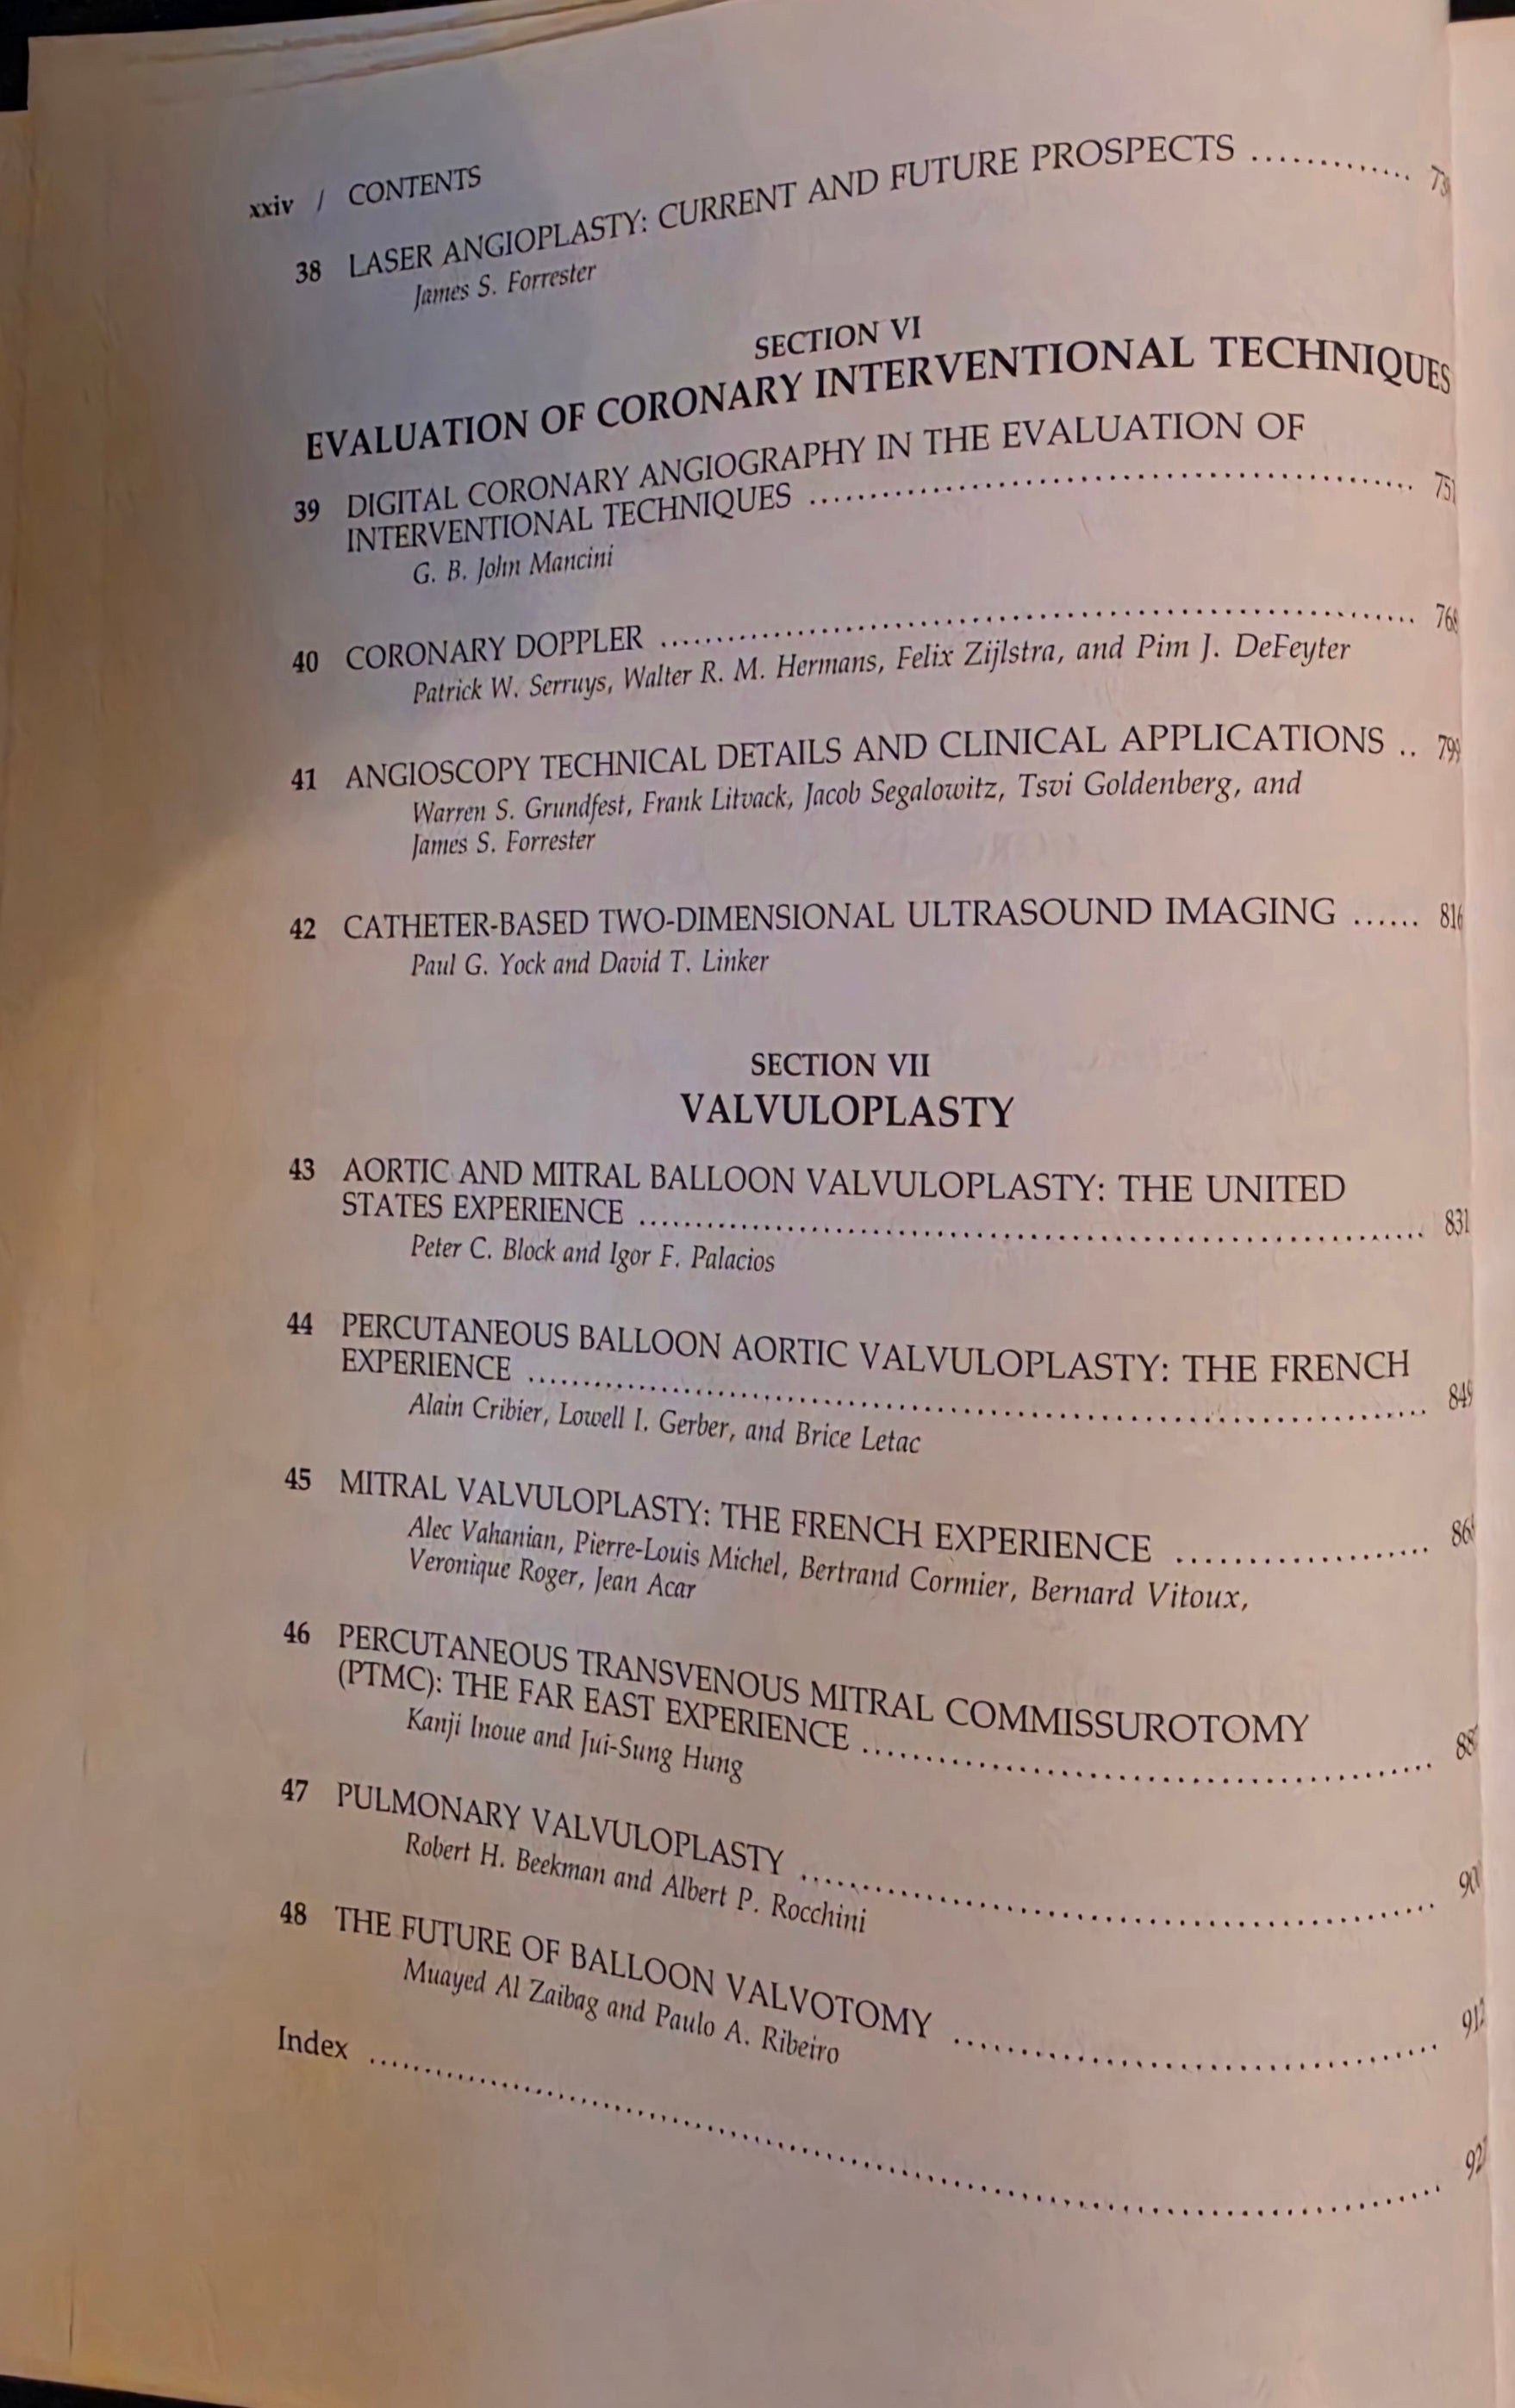 xxiv / CONTENTS
38 LASER ANGIOPLASTY: CURRENT AND FUTURE PROSPECTS .............
James S. Forrester
SECTION VI
EVALUATION OF CORONARY INTERVENTIONAL TECHNIQUES
39 DIGITAL CORONARY ANGIOGRAPHY IN THE EVALUATION OF
INTERVENTIONAL TECHNIQUES ............................................. 751
G. B. John Mancini
40 CORONARY DOPPLER ........................................................ 768
Patrick W. Serruys, Walter R. M. Hermans, Felix Zijlstra, and Pim J. DeFeyter
41 ANGIOSCOPY TECHNICAL DETAILS AND CLINICAL APPLICATIONS .. 799
Warren S. Grundfest, Frank Litvack, Jacob Segalowitz, Tsvi Goldenberg, and
James S. Forrester
42 CATHETER-BASED TWO-DIMENSIONAL ULTRASOUND IMAGING ...... 816
Paul G. Yock and David T. Linker
SECTION VII
VALVULOPLASTY
43 AORTIC AND MITRAL BALLOON VALVULOPLASTY: THE UNITED
STATES EXPERIENCE ............................................................ 831
Peter C. Block and Igor F. Palacios
44 PERCUTANEOUS BALLOON AORTIC VALVULOPLASTY: THE FRENCH
EXPERIENCE ...................................................................... 849
Alain Cribier, Lowell I. Gerber, and Brice Letac
45 MITRAL VALVULOPLASTY: THE FRENCH EXPERIENCE ...................
Alec Vahanian, Pierre-Louis Michel, Bertrand Cormier, Bernard Vitoux,
Veronique Roger, Jean Acar
46 PERCUTANEOUS TRANSVENOUS MITRAL COMMISSUROTOMY
(PTMC): THE FAR EAST EXPERIENCE ...........................................
Kanji Inoue and Jui-Sung Hung
47 PULMONARY VALVULOPLASTY ................................................
Robert H. Beekman and Albert P. Rocchini
48 THE FUTURE OF BALLOON VALVOTOMY ....................................
Muayed Al Zaibag and Paulo A. Ribeiro
Index ..................................................................................